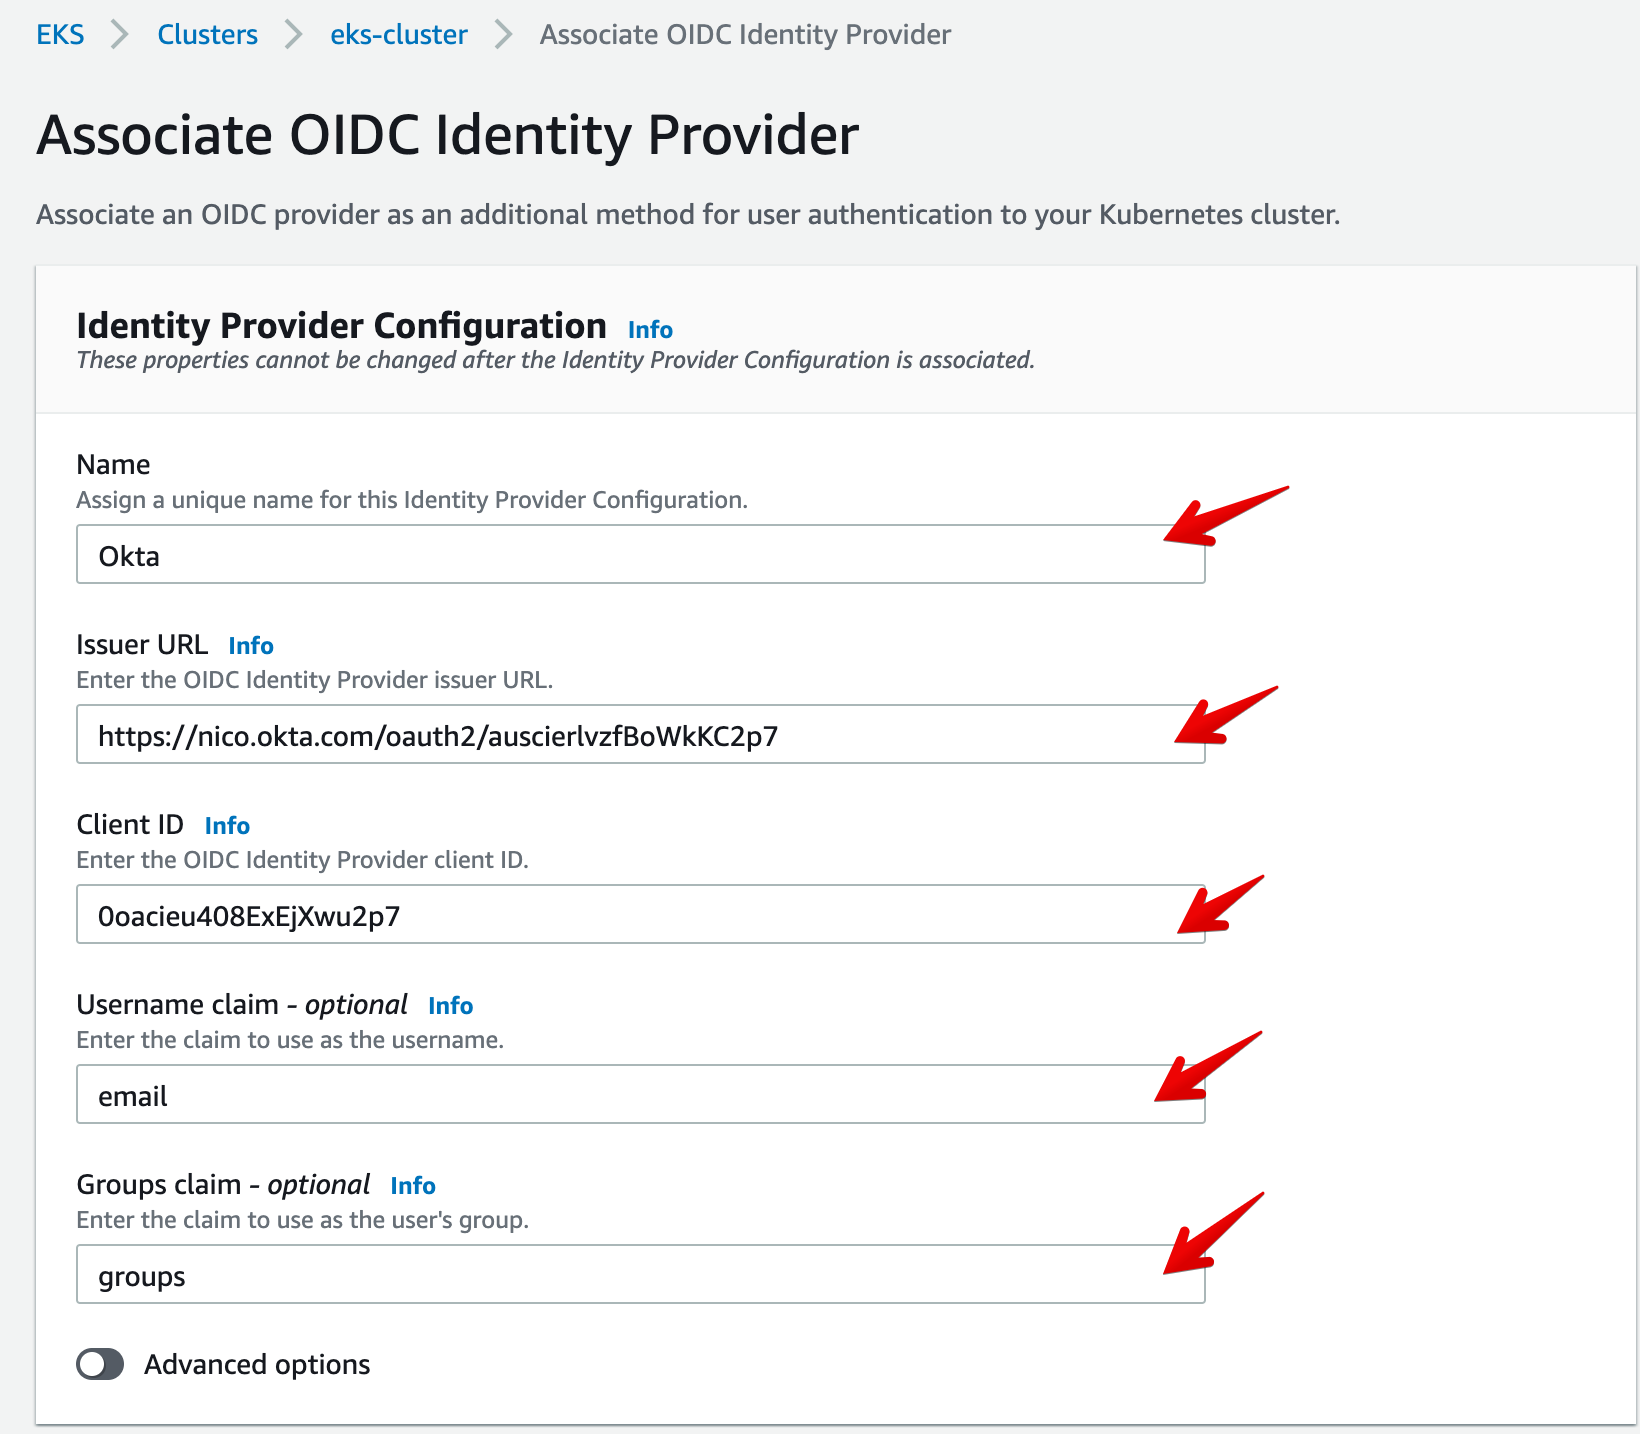 EKS > Clusters > eks-cluster > Associate OIDC Identity Provider
Associate OIDC Identity Provider
Associate an OIDC provider as an additional method for user authentication to your Kubernetes cluster.
Identity Provider Configuration Info
These properties cannot be changed after the Identity Provider Configuration is associated.
Name
Assign a unique name for this Identity Provider Configuration.
Okta
Issuer URL Info
Enter the OIDC Identity Provider issuer URL.
https://nico.okta.com/oauth2/auscierlvzfBoWkKC2p7
Client ID Info
Enter the OIDC Identity Provider client ID.
0oacieu408ExEjXwu2p7
Username claim - optional Info
Enter the claim to use as the username.
email
Groups claim - optional Info
Enter the claim to use as the user's group.
groups
Advanced options